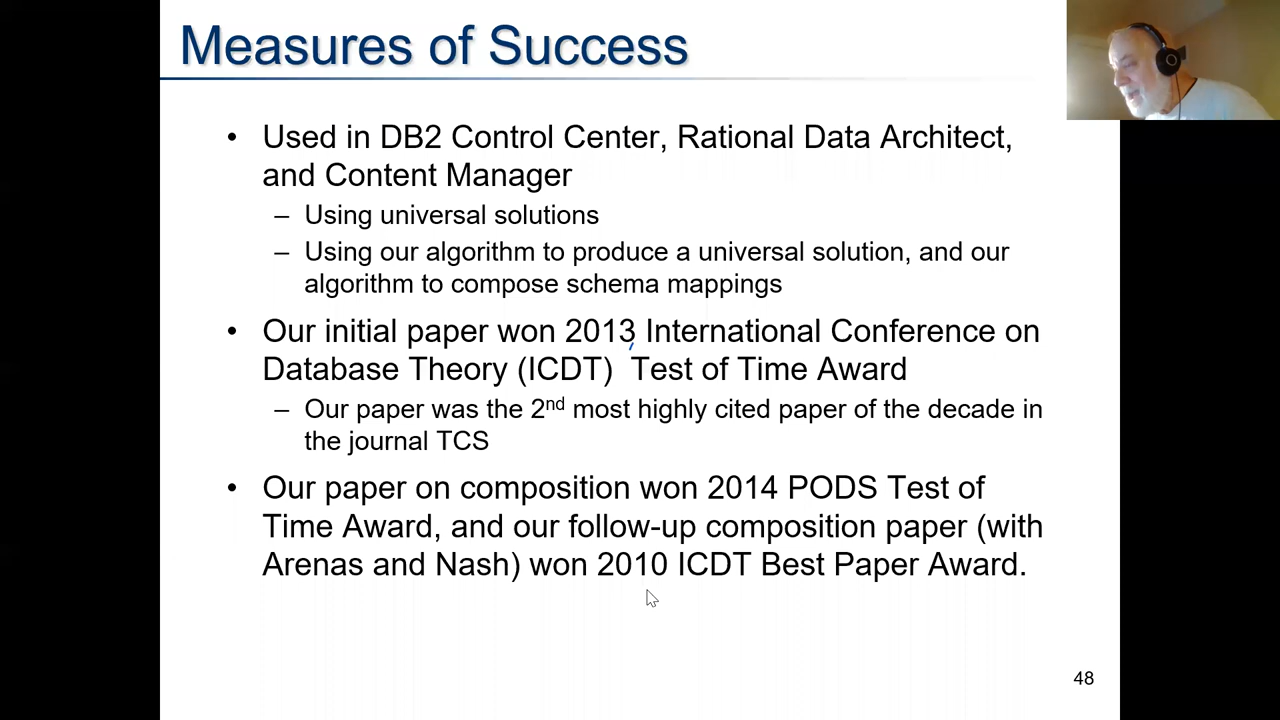 Measures of Success
• Used in DB2 Control Center, Rational Data Architect,
and Content Manager
– Using universal solutions
– Using our algorithm to produce a universal solution, and our
algorithm to compose schema mappings
• Our initial paper won 2013 International Conference on
Database Theory (ICDT)  Test of Time Award
– Our paper was the 2nd most highly cited paper of the decade in
the journal TCS
• Our paper on composition won 2014 PODS Test of
Time Award, and our follow-up composition paper (with
Arenas and Nash) won 2010 ICDT Best Paper Award.
48